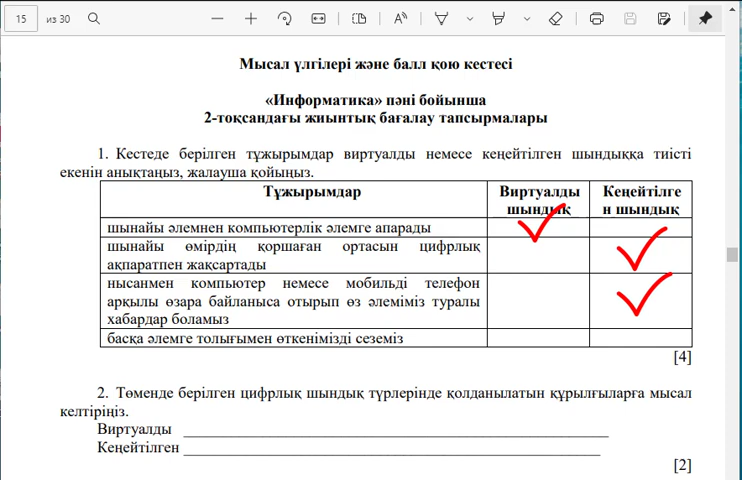 15 из 30
Мысал үлгілері және балл қою кестесі
«Информатика» пәні бойынша
2-тоқсандағы жиынтық бағалау тапсырмалары
1. Кестеде берілген тұжырымдар виртуалды немесе кеңейтілген шындыққа тиісті
екенін анықтаңыз, жалауша қойыңыз.
Тұжырымдар Виртуалды шындық Кеңейтілге н шындық
шынайы әлемнен компьютерлік әлемге апарады
шынайы өмірдің қоршаған ортасын цифрлық
ақпаратпен жақсартады
нысанмен компьютер немесе мобильді телефон
арқылы өзара байланыса отырып өз әлеміміз туралы
хабардар боламыз
басқа әлемге толығымен өткенімізді сеземіз
[4]
2. Төменде берілген цифрлық шындық түрлерінде қолданылатын құрылғыларға мысал
келтіріңіз.
Виртуалды
Кеңейтілген
[2]